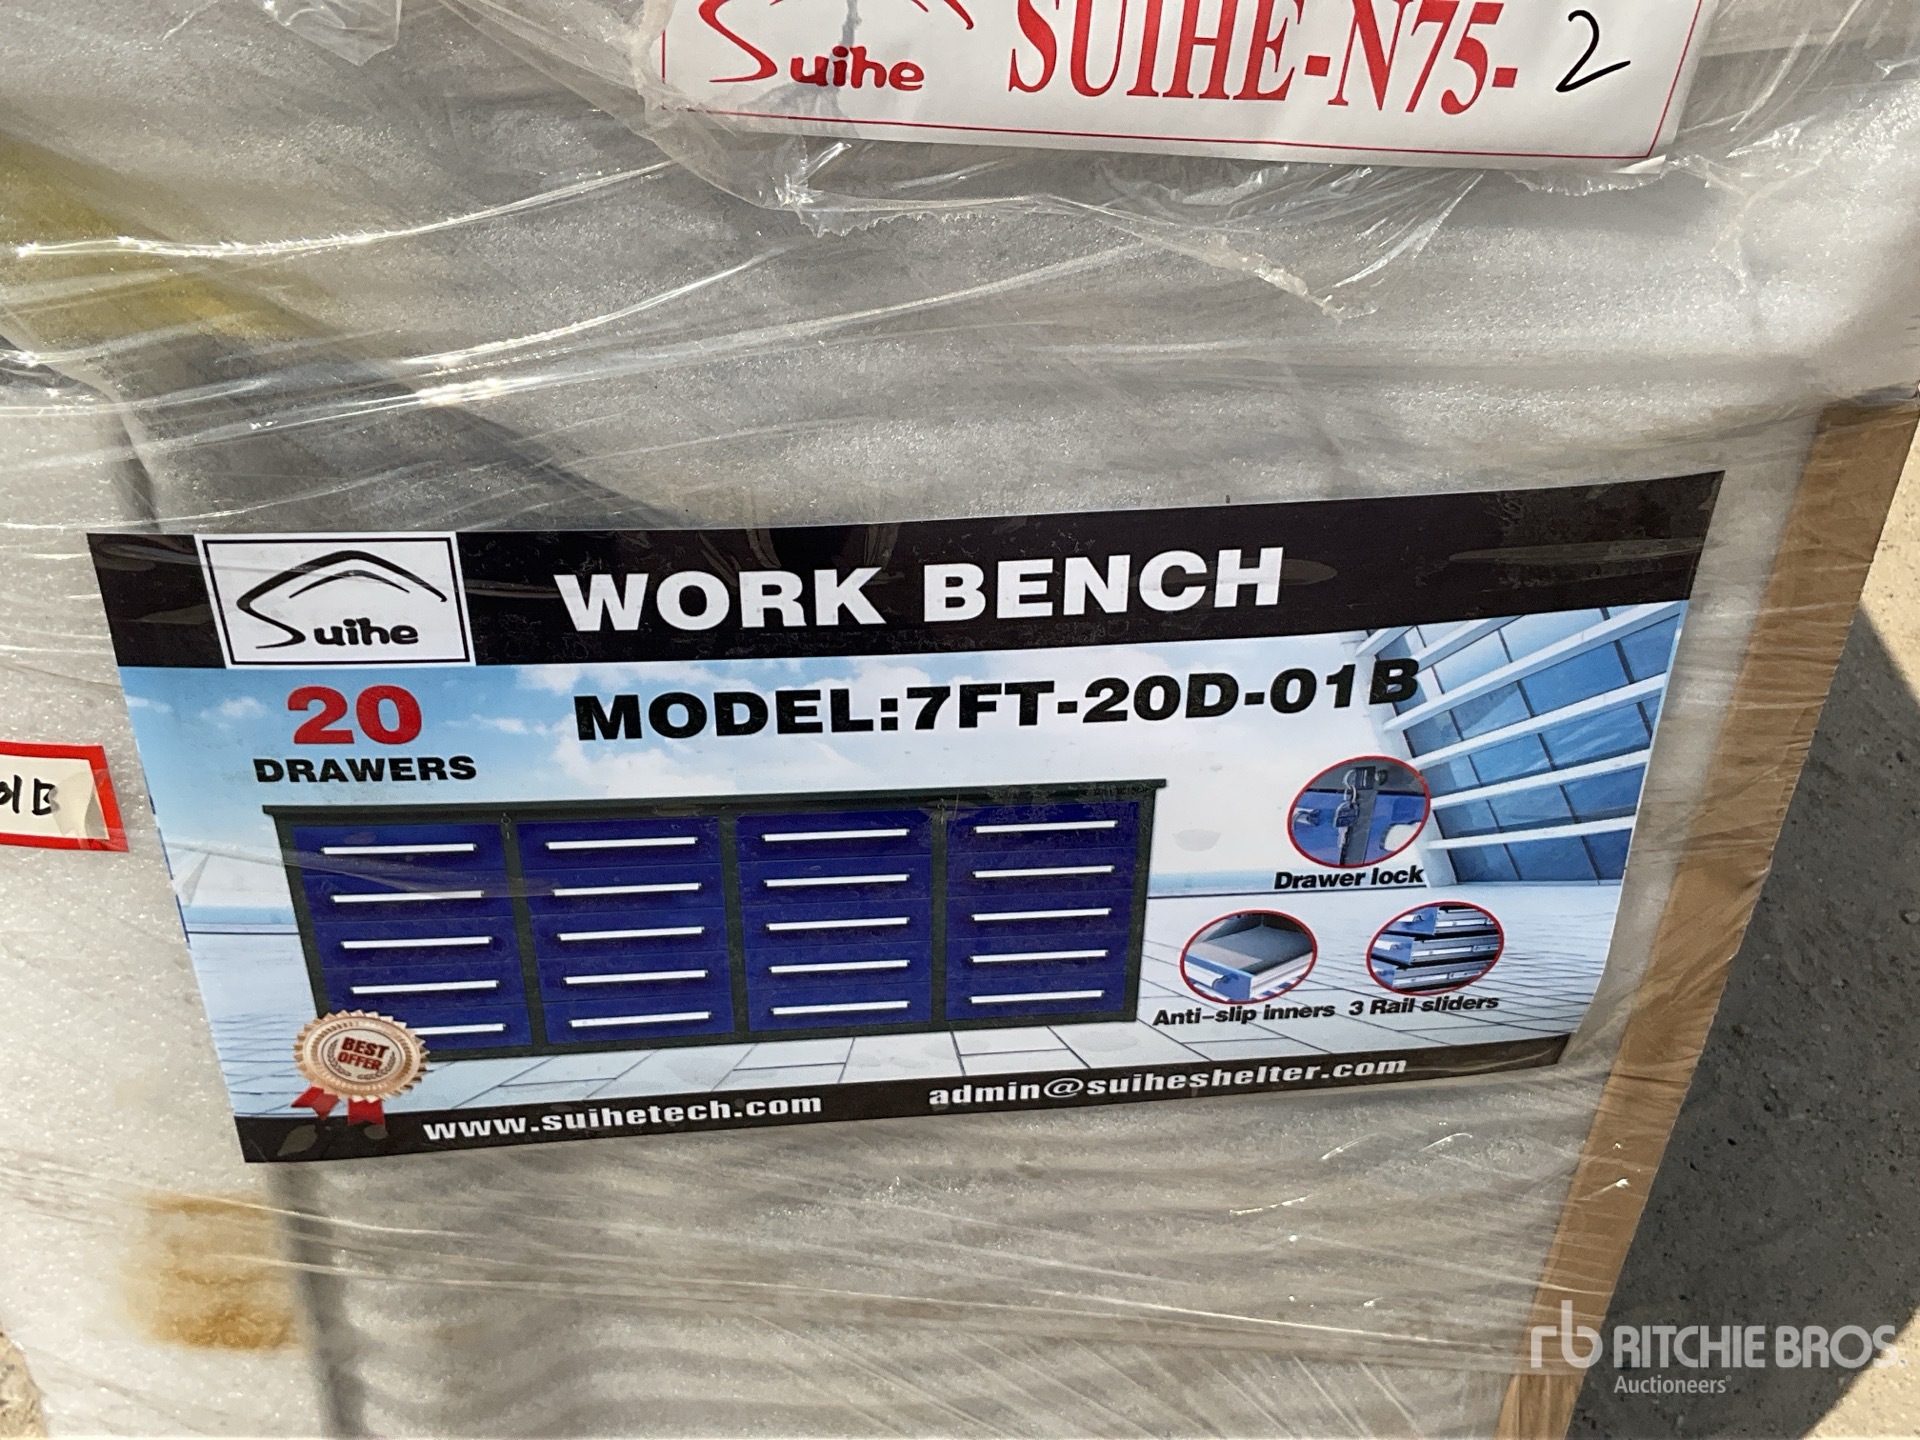 Suihe SUIHE-N75-2
Suihe WORK BENCH
20 DRAWERS
MODEL:7FT-20D-01B
01B
Drawer lock
Anti-slip inners 3 Rail sliders
BEST OFFER
www.suihetech.com admin@suiheshelter.com
rb RITCHIE BROS.
Auctioneers